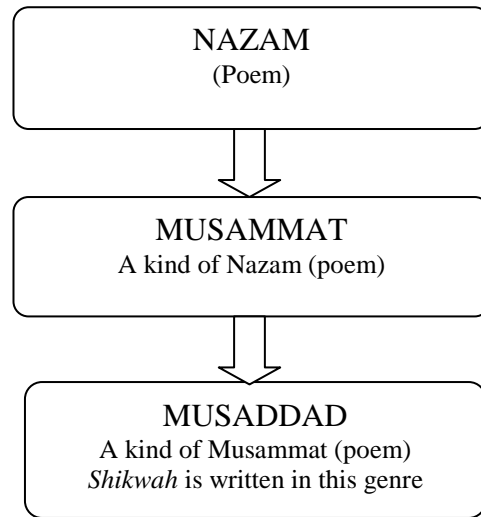 NAZAM
(Poem)
MUSAMMAT
A kind of Nazam (poem)
MUSADDAD
A kind of Musammat (poem)
Shikwah is written in this genre